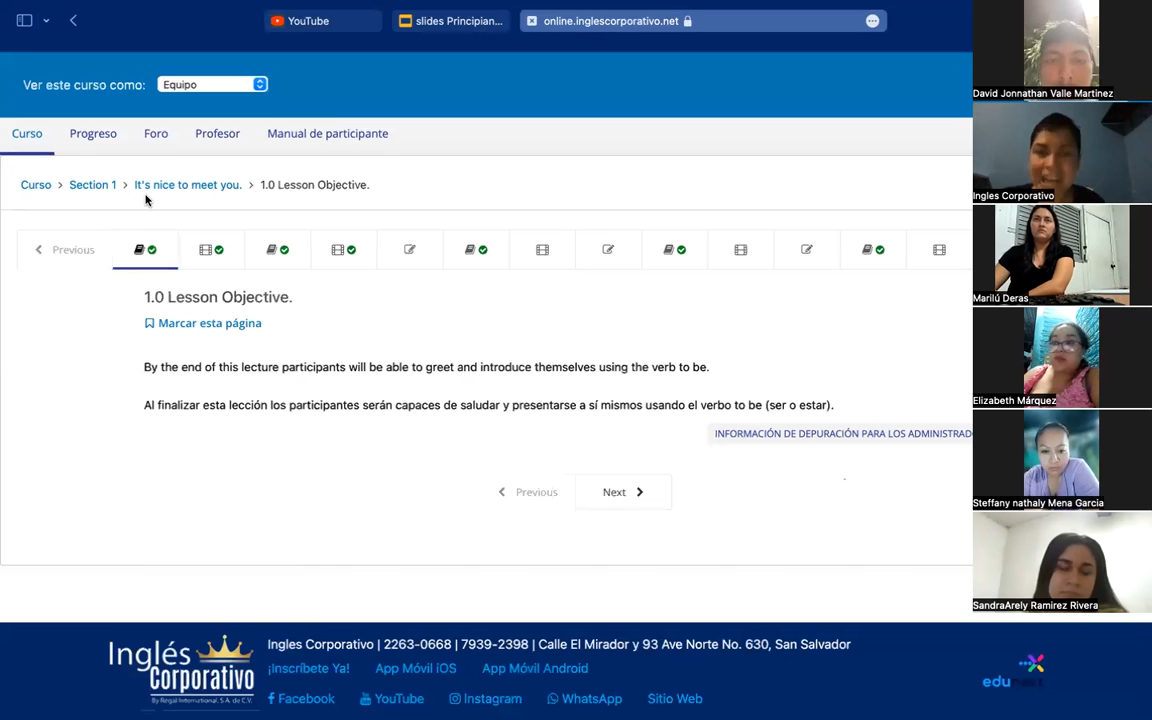 YouTube
slides Principian...
online.inglescorporativo.net
Ver este curso como: Equipo
Curso Progreso Foro Profesor Manual de participante
Curso > Section 1 > It's nice to meet you. > 1.0 Lesson Objective.
Previous
1.0 Lesson Objective.
Marcar esta página
By the end of this lecture participants will be able to greet and introduce themselves using the verb to be.
Al finalizar esta lección los participantes serán capaces de saludar y presentarse a sí mismos usando el verbo to be (ser o estar).
INFORMACIÓN DE DEPURACIÓN PARA LOS ADMINISTRAD
Previous Next
Inglés Corporativo
By Regal International, S.A. de C.V.
Ingles Corporativo | 2263-0668 | 7939-2398 | Calle El Mirador y 93 Ave Norte No. 630, San Salvador
¡Inscríbete Ya! App Móvil iOS App Móvil Android
Facebook YouTube Instagram WhatsApp Sitio Web
David Jonnathan Valle Martinez
Ingles Corporativo
Marilú Deras
Elizabeth Márquez
Steffany nathaly Mena Garcia
SandraArely Ramirez Rivera